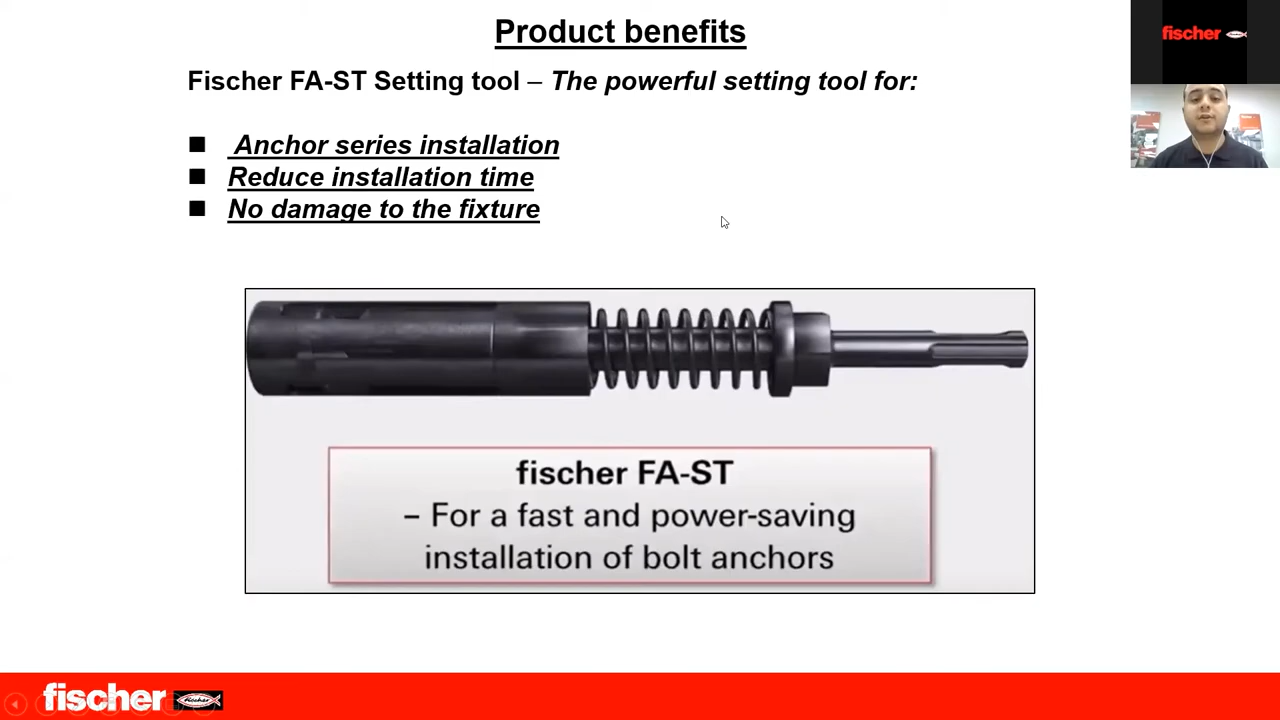 Product benefits
fischer
Fischer FA-ST Setting tool – The powerful setting tool for:
Anchor series installation
Reduce installation time
No damage to the fixture
fischer FA-ST
– For a fast and power-saving
installation of bolt anchors
fischer
fischer